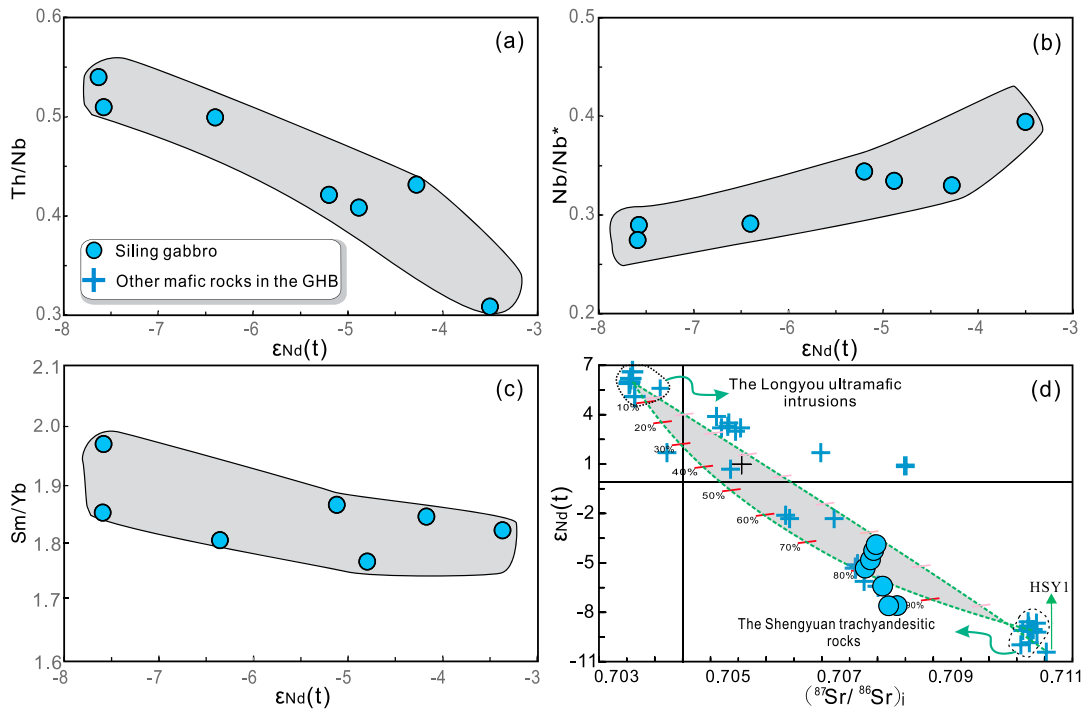 0.6
0.5
0.4
0.3
Th/Nb
(a)
Siling gabbro
Other mafic rocks in the GHB
-8
-7
-6
-5
-4
-3
εNd(t)
0.5
0.4
0.3
0.2
Nb/Nb*
(b)
-8
-7
-6
-5
-4
-3
εNd(t)
2.1
2.0
1.9
1.8
1.7
1.6
Sm/Yb
(c)
-8
-7
-6
-5
-4
-3
εNd(t)
7
4
1
-2
-5
-8
-11
εNd(t)
(d)
The Longyou ultramafic
intrusions
10%
20%
30%
40%
50%
60%
70%
80%
90%
HSY1
The Shengyuan trachyandesitic
rocks
0.703
0.705
0.707
0.709
0.711
(⁸⁷Sr/ ⁸⁶Sr)i